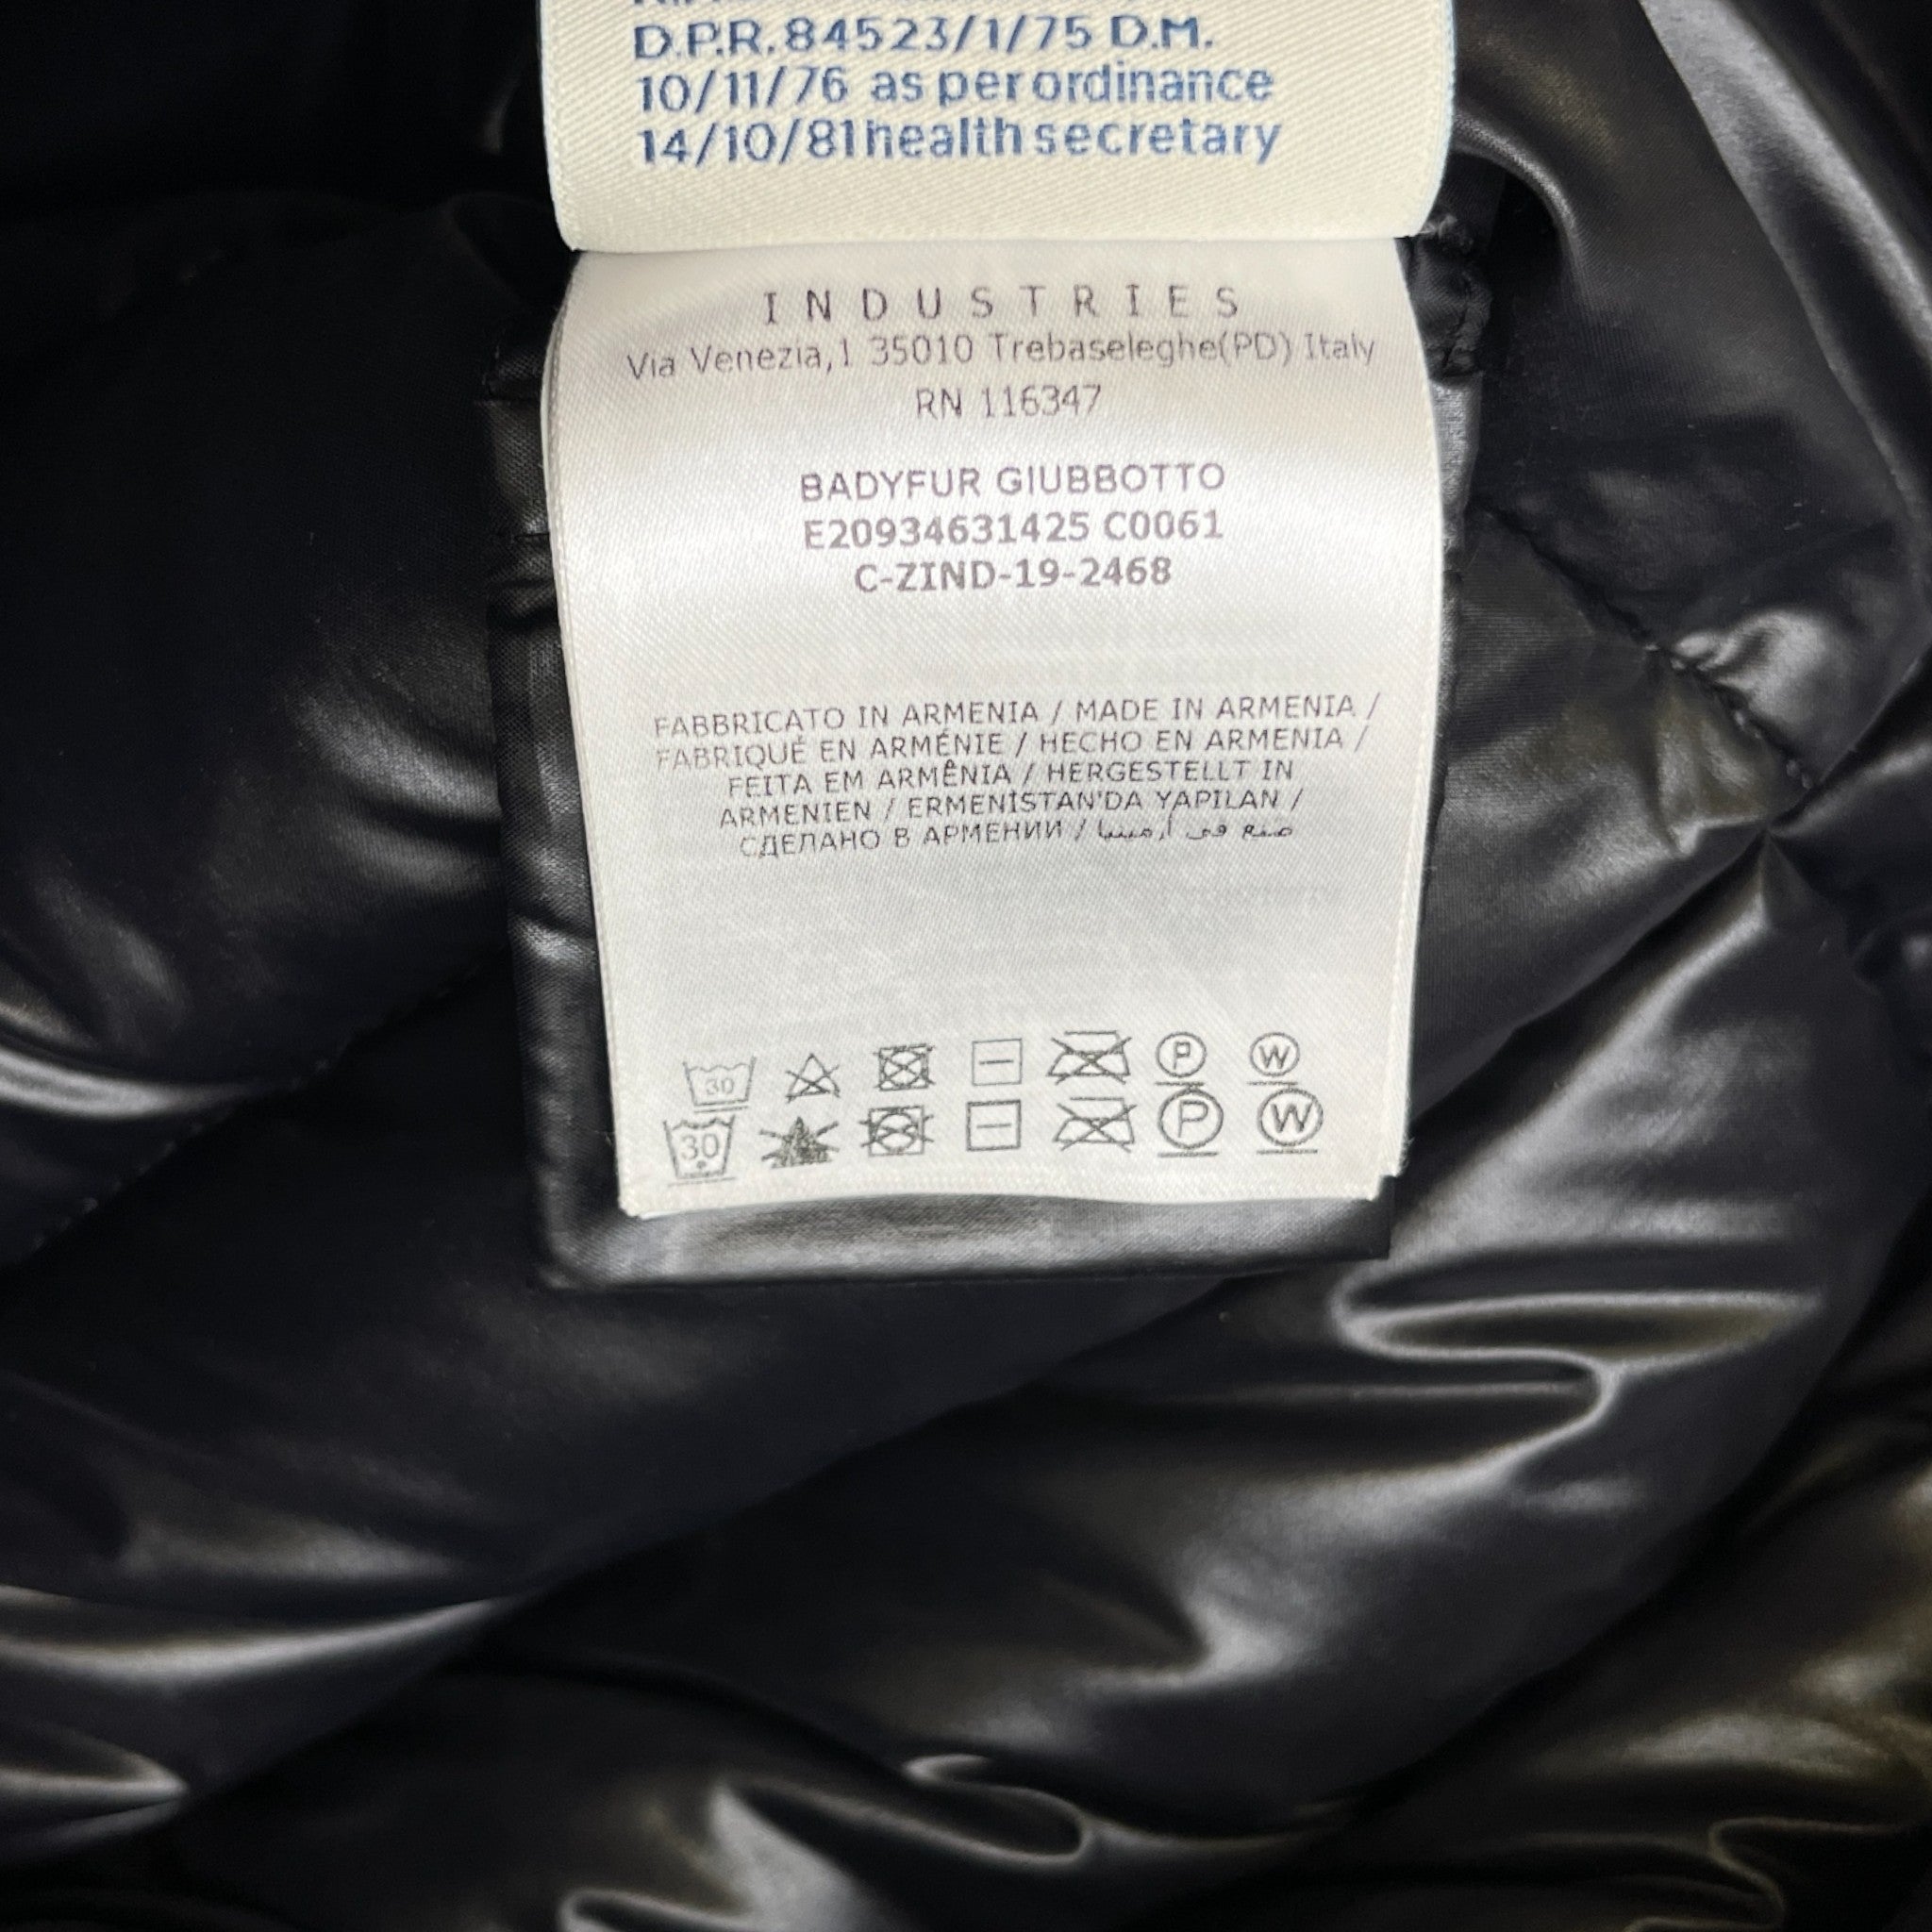 D.P.R. 84523/1/75 D.M.
10/11/76 as per ordinance
14/10/81 health secretary
INDUSTRIES
Via Venezia,1 35010 Trebaseleghe(PD) Italy
RN 116347
BADYFUR GIUBBOTTO
E20934631425 C0061
C-ZIND-19-2468
FABBRICATO IN ARMENIA / MADE IN ARMENIA /
FABRIQUÉ EN ARMÉNIE / HECHO EN ARMENIA /
FEITA EM ARMÊNIA / HERGESTELLT IN
ARMENIEN / ERMENİSTAN'DA YAPILAN /
СДЕЛАНО В АРМЕНИИ / صنع في أرمينيا
30 P W
30 P W